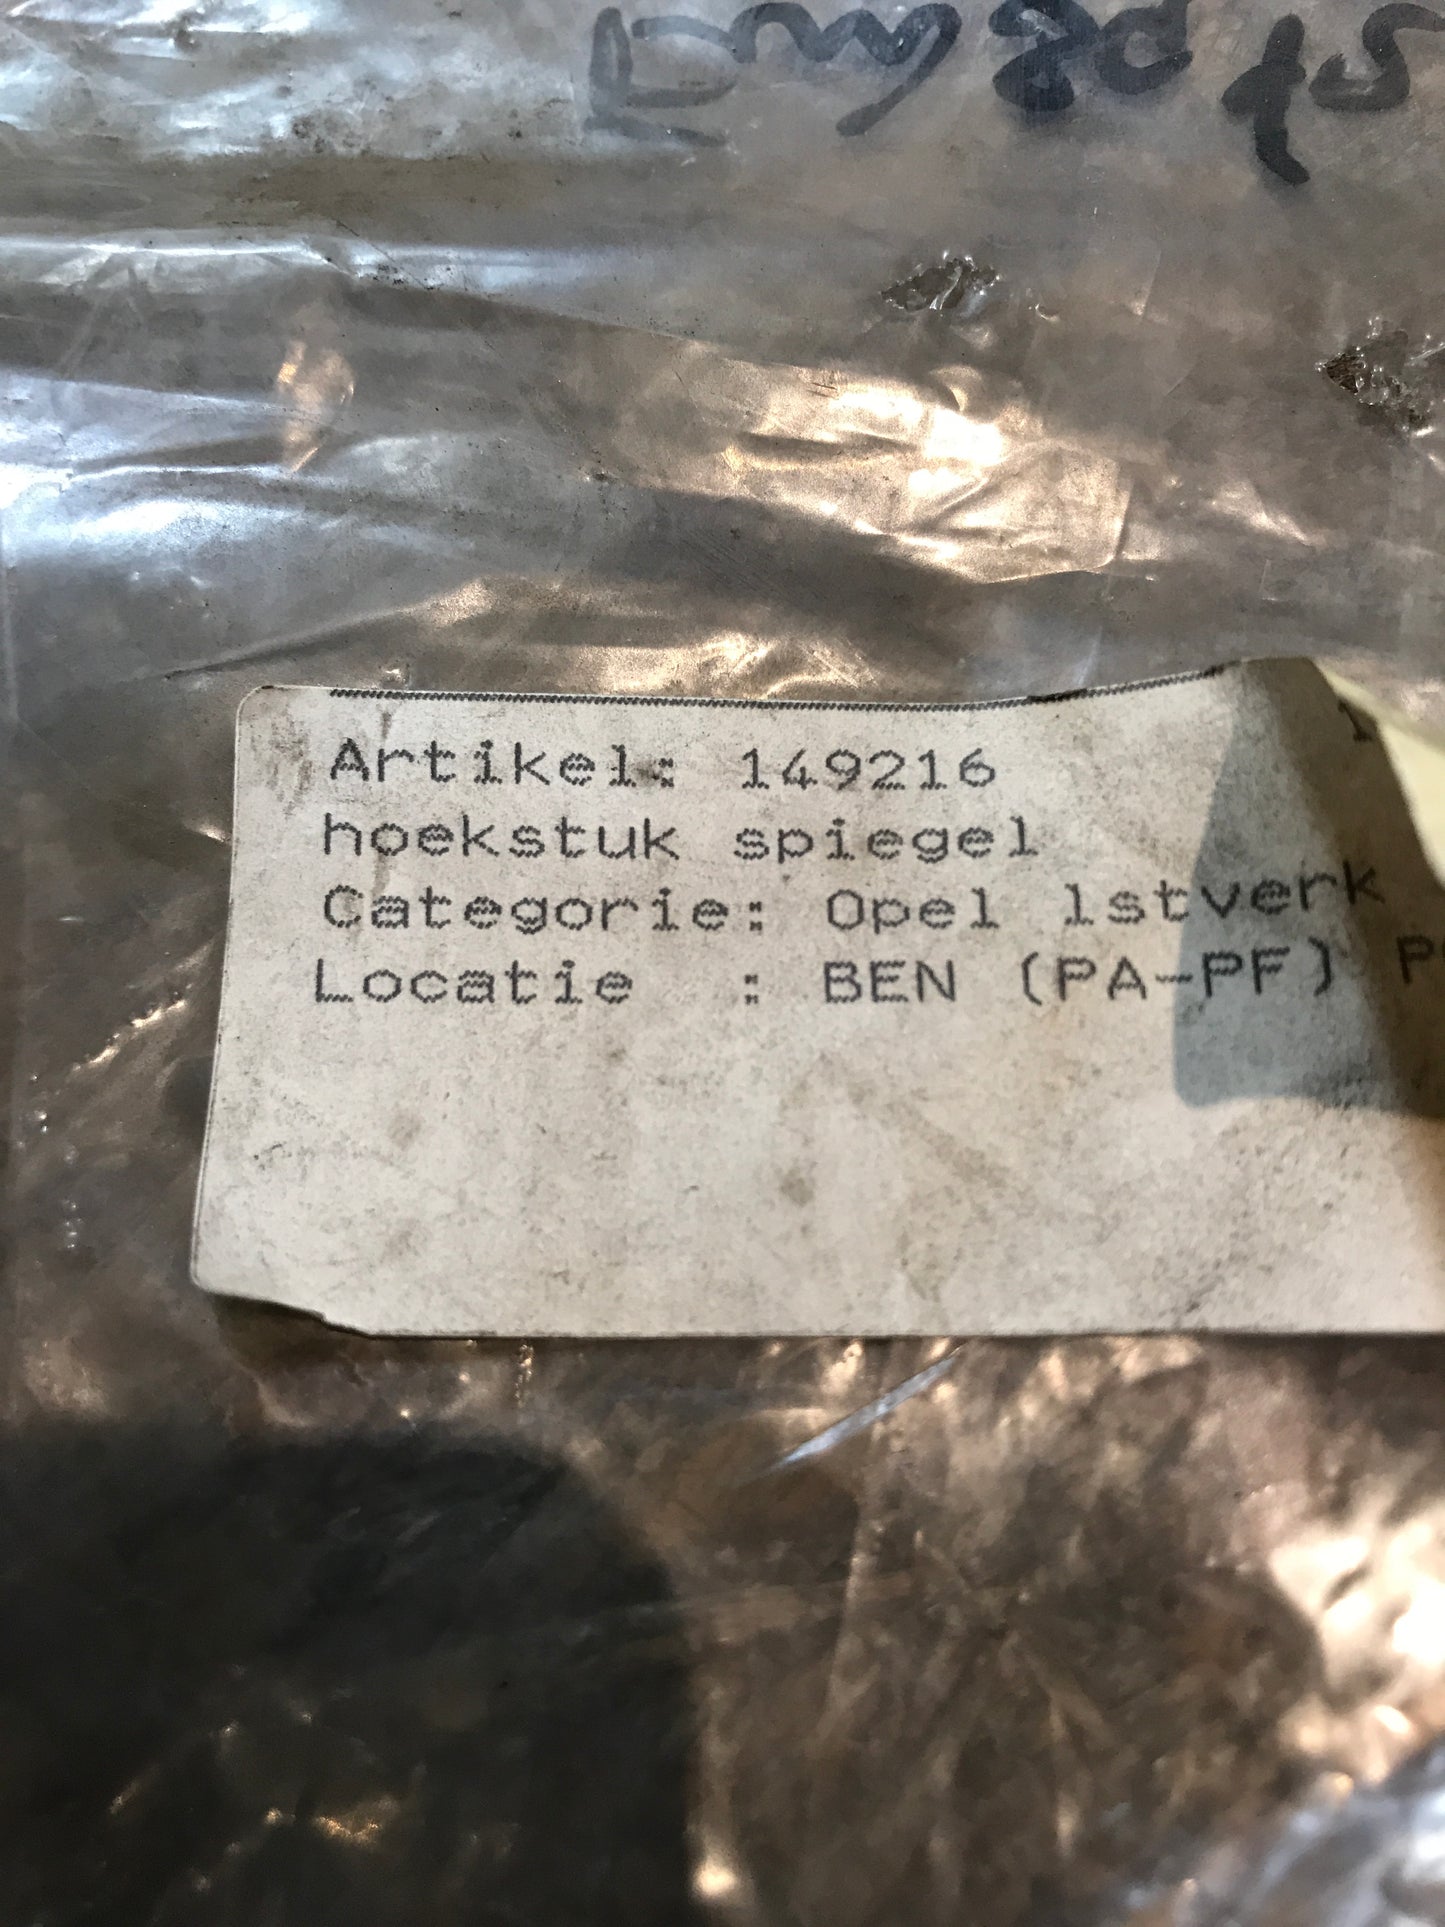 Artikel: 149216
hoekstuk spiegel
Categorie: Opel lstverk
Locatie : BEN (PA-PF)